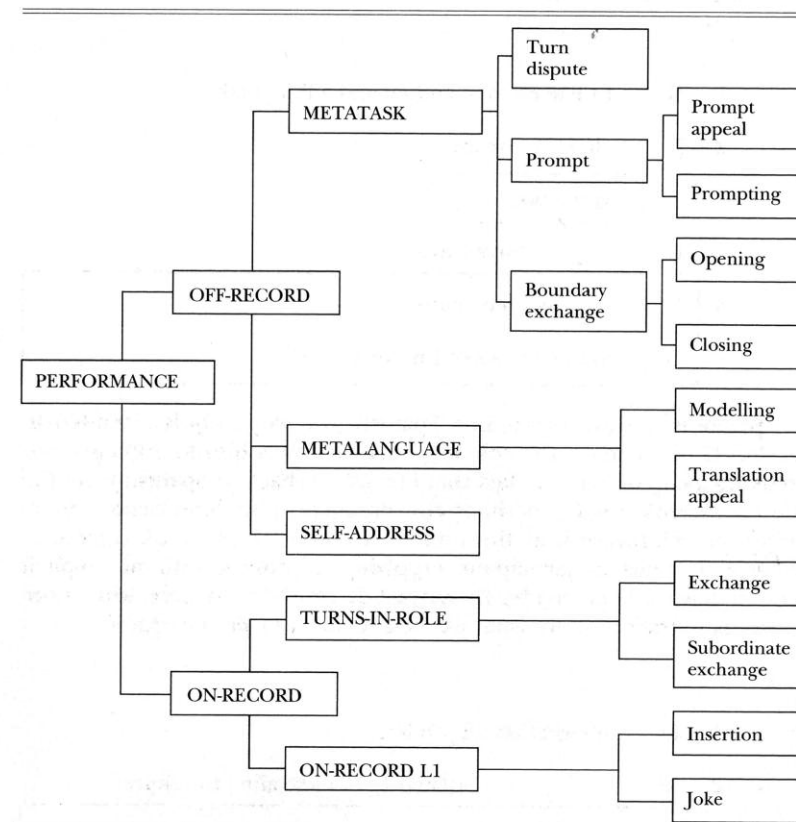 Turn
dispute
METATASK
Prompt
appeal
Prompt
Prompting
Opening
OFF-RECORD
Boundary
exchange
Closing
PERFORMANCE
Modelling
METALANGUAGE
Translation
appeal
SELF-ADDRESS
Exchange
TURNS-IN-ROLE
Subordinate
exchange
ON-RECORD
Insertion
ON-RECORD L1
Joke